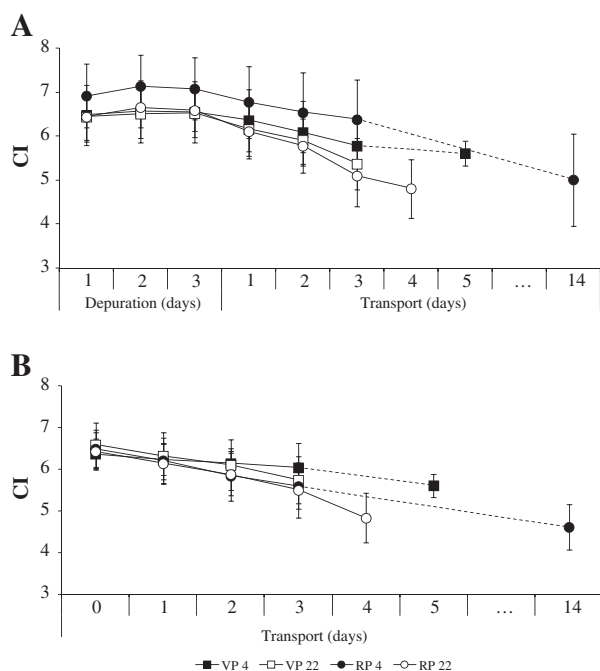 A
8
7
6
5
4
3
CI
1 2 3 1 2 3 4 5 … 14
Depuration (days) Transport (days)
B
8
7
6
5
4
3
CI
0 1 2 3 4 5 … 14
Transport (days)
VP 4 VP 22 RP 4 RP 22